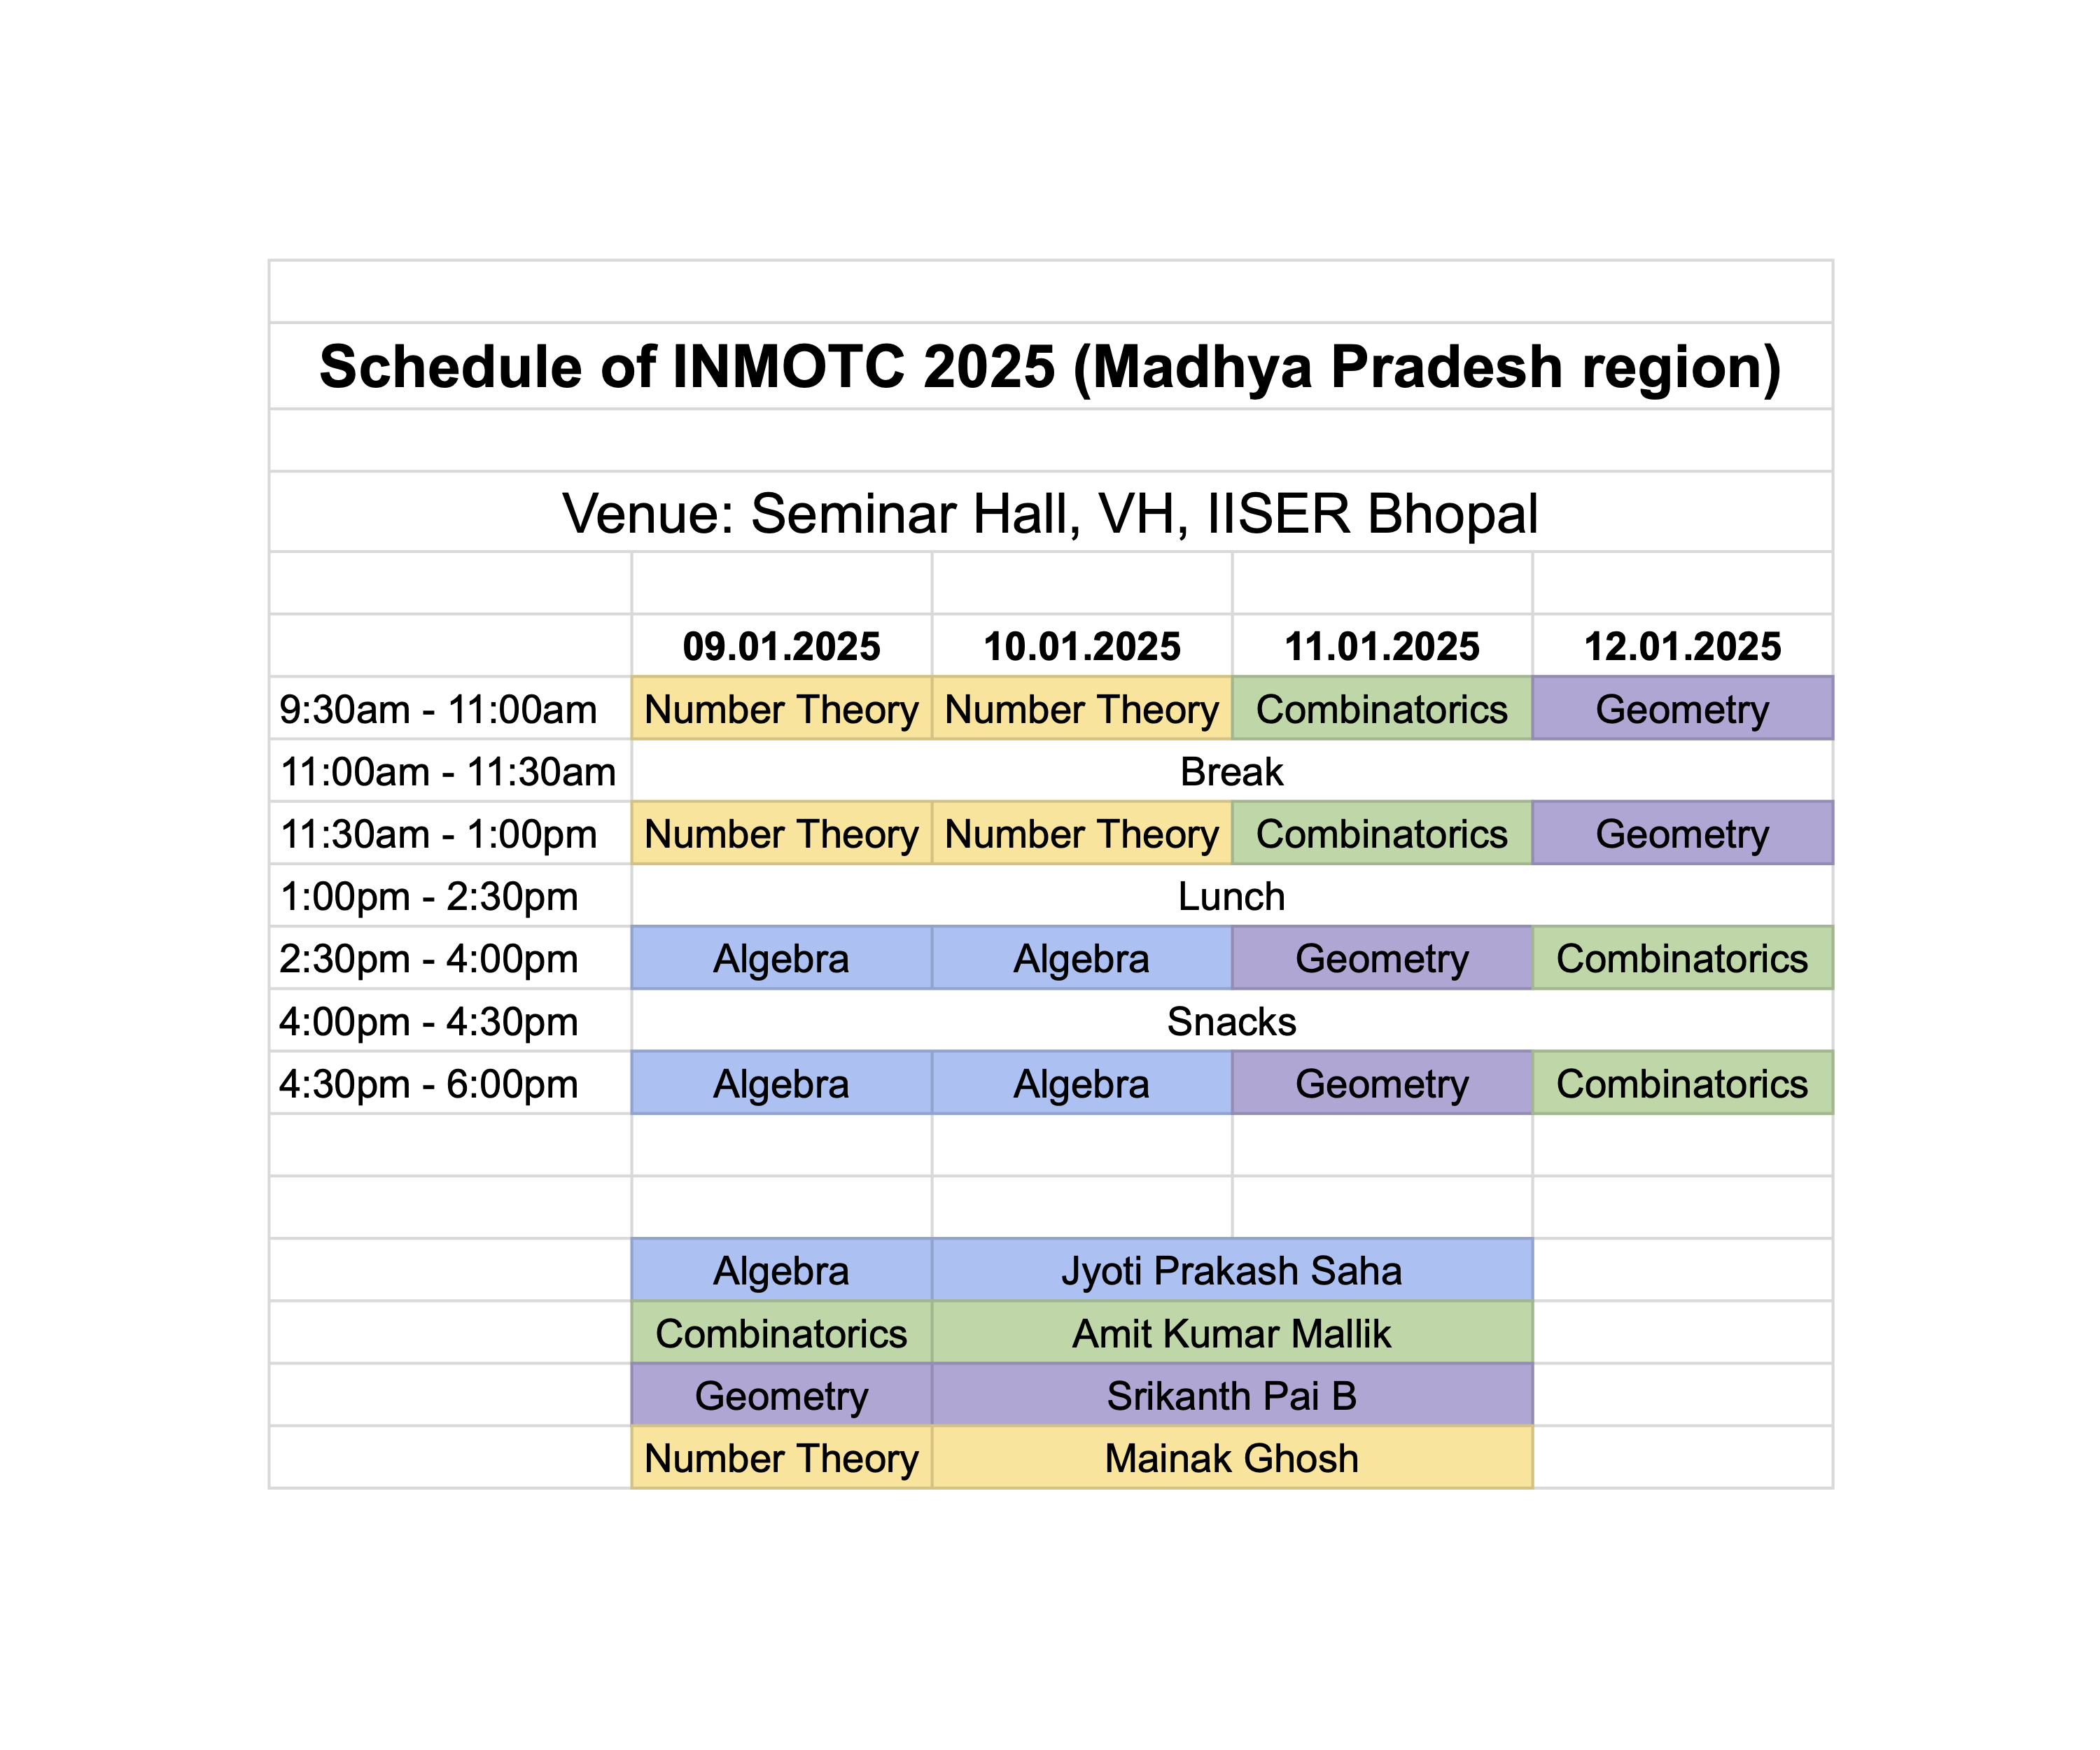 Schedule of INMOTC 2025 (Madhya Pradesh region)
Venue: Seminar Hall, VH, IISER Bhopal
09.01.2025 10.01.2025 11.01.2025 12.01.2025
9:30am - 11:00am Number Theory Number Theory Combinatorics Geometry
11:00am - 11:30am Break
11:30am - 1:00pm Number Theory Number Theory Combinatorics Geometry
1:00pm - 2:30pm Lunch
2:30pm - 4:00pm Algebra Algebra Geometry Combinatorics
4:00pm - 4:30pm Snacks
4:30pm - 6:00pm Algebra Algebra Geometry Combinatorics
Algebra Jyoti Prakash Saha
Combinatorics Amit Kumar Mallik
Geometry Srikanth Pai B
Number Theory Mainak Ghosh